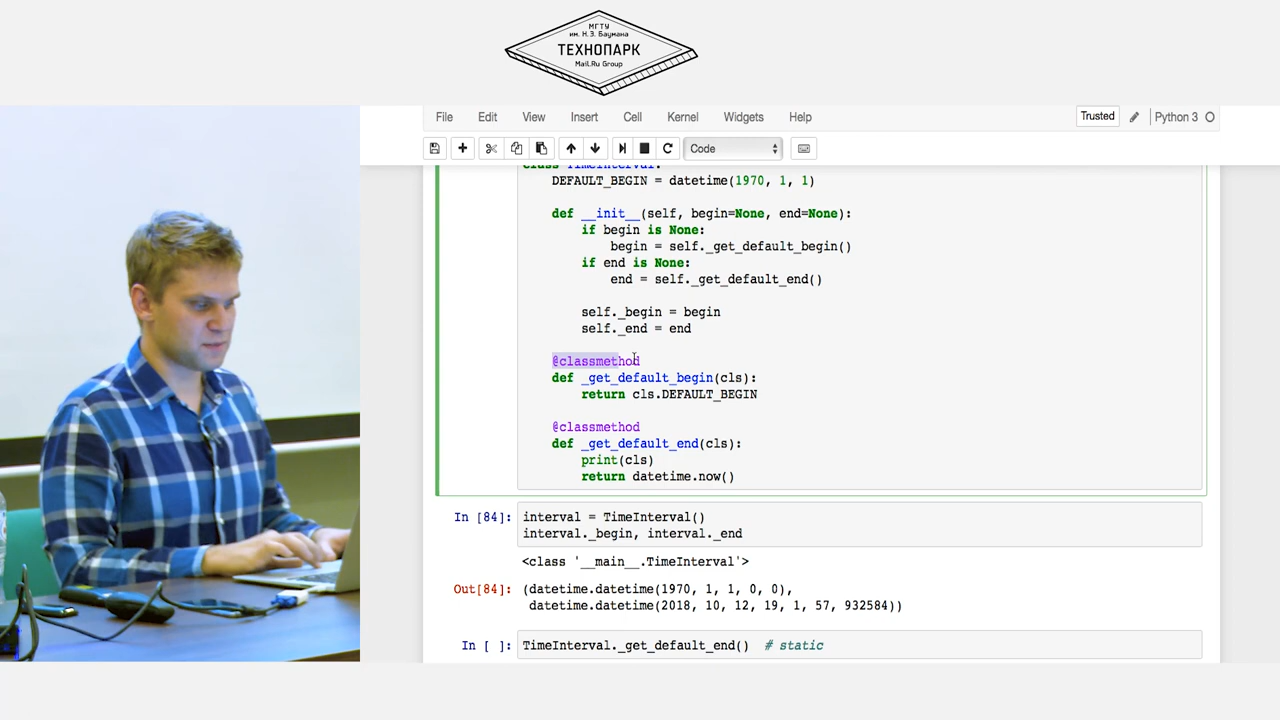 МГТУ
им. Н.Э. Баумана
ТЕХНОПАРК
Mail.Ru Group
File Edit View Insert Cell Kernel Widgets Help Trusted Python 3
Code
class TimeInterval:
DEFAULT_BEGIN = datetime(1970, 1, 1)
def __init__(self, begin=None, end=None):
if begin is None:
begin = self._get_default_begin()
if end is None:
end = self._get_default_end()
self._begin = begin
self._end = end
@classmethod
def _get_default_begin(cls):
return cls.DEFAULT_BEGIN
@classmethod
def _get_default_end(cls):
print(cls)
return datetime.now()
In [84]: interval = TimeInterval()
interval._begin, interval._end
<class '__main__.TimeInterval'>
Out[84]: (datetime.datetime(1970, 1, 1, 0, 0),
datetime.datetime(2018, 10, 12, 19, 1, 57, 932584))
In [ ]: TimeInterval._get_default_end() # static